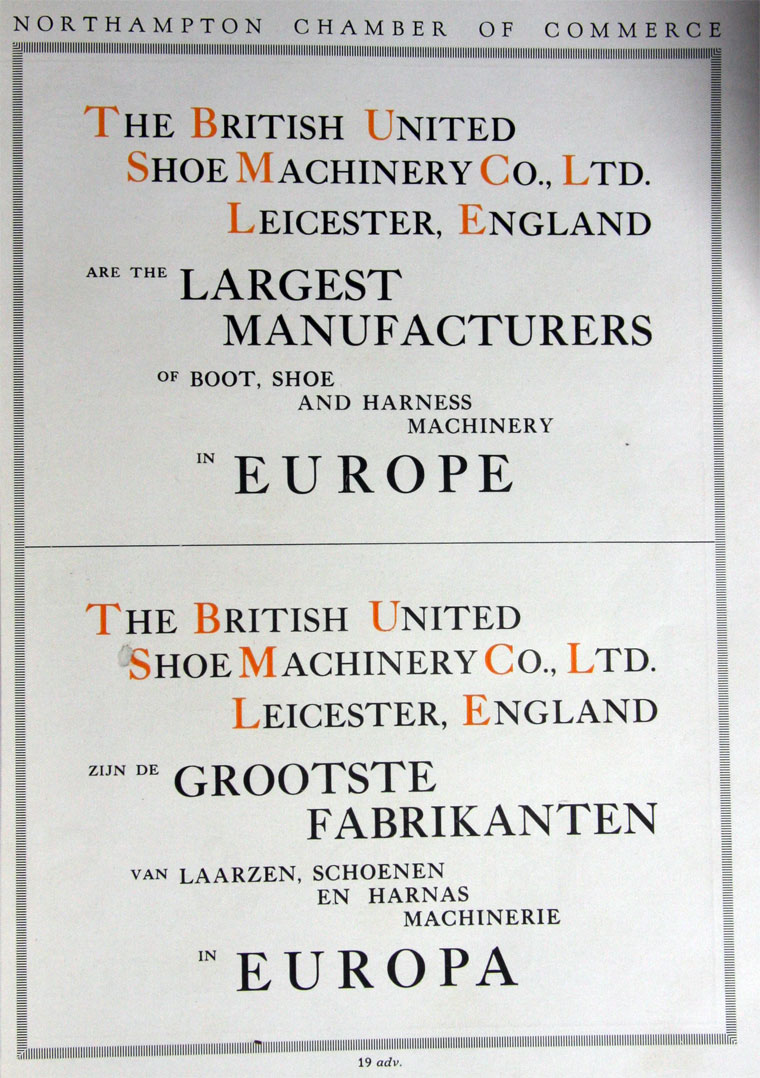 NORTHAMPTON CHAMBER OF COMMERCE
THE BRITISH UNITED
SHOE MACHINERY CO., LTD.
LEICESTER, ENGLAND
ARE THE LARGEST
MANUFACTURERS
OF BOOT, SHOE
AND HARNESS
MACHINERY
IN EUROPE
THE BRITISH UNITED
SHOE MACHINERY CO., LTD.
LEICESTER, ENGLAND
ZIJN DE GROOTSTE
FABRIKANTEN
VAN LAARZEN, SCHOENEN
EN HARNAS
MACHINERIE
IN EUROPA
19 adv.